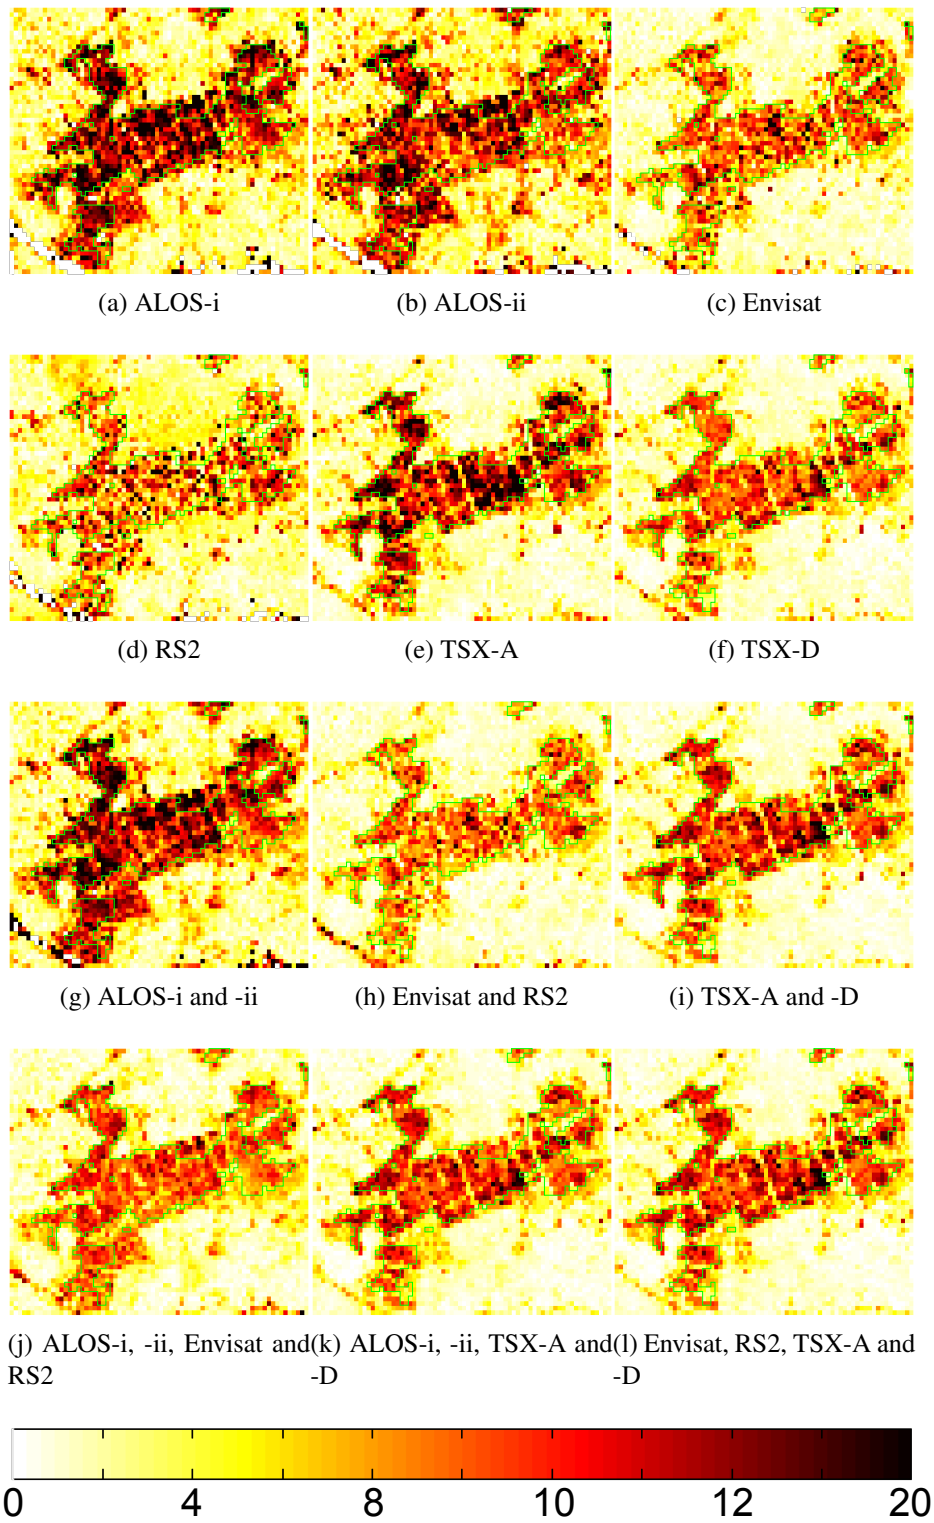 (a) ALOS-i
(b) ALOS-ii
(c) Envisat
(d) RS2
(e) TSX-A
(f) TSX-D
(g) ALOS-i and -ii
(h) Envisat and RS2
(i) TSX-A and -D
(j) ALOS-i, -ii, Envisat and
RS2
(k) ALOS-i, -ii, TSX-A and
-D
(l) Envisat, RS2, TSX-A and
-D
0 4 8 10 12 20